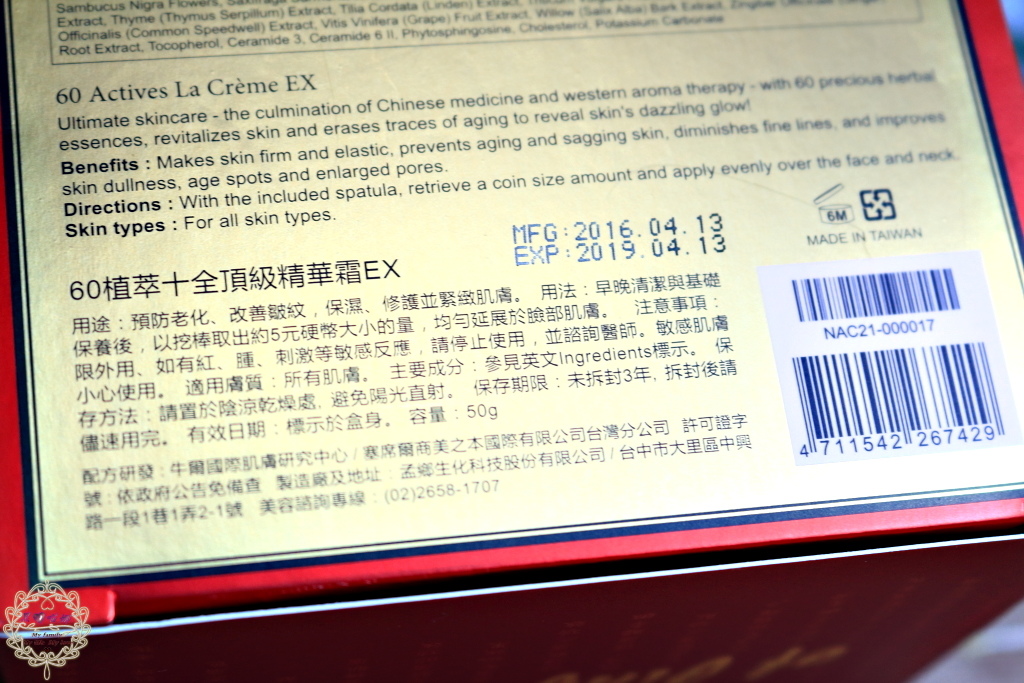 Sambucus Nigra Flowers,
Extract, Thyme (Thymus Serpillum) Extract, Tilia Cordata (Linden) Extract,
Officinalis (Common Speedwell) Extract, Vitis Vinifera (Grape) Fruit Extract, Willow (Salix Alba) Bark Extract, Zingiber Officinale (Ginger)
Root Extract, Tocopherol, Ceramide 3, Ceramide 6 II, Phytosphingosine, Cholesterol, Potassium Carbonate
60 Actives La Crème EX
Ultimate skincare - the culmination of Chinese medicine and western aroma therapy - with 60 precious herbal
essences, revitalizes skin and erases traces of aging to reveal skin's dazzling glow!
Benefits : Makes skin firm and elastic, prevents aging and sagging skin, diminishes fine lines, and improves
skin dullness, age spots and enlarged pores.
Directions : With the included spatula, retrieve a coin size amount and apply evenly over the face and neck.
Skin types : For all skin types.
MFG:2016.04.13
EXP:2019.04.13
6M
MADE IN TAIWAN
60植萃十全頂級精華霜EX
用途：預防老化、改善皺紋，保濕、修護並緊緻肌膚。 用法：早晚清潔與基礎
保養後，以挖棒取出約5元硬幣大小的量，均勻延展於臉部肌膚。 注意事項：
限外用、如有紅、腫、刺激等敏感反應，請停止使用，並諮詢醫師。敏感肌膚
小心使用。 適用膚質：所有肌膚。 主要成分：參見英文Ingredients標示。 保
存方法：請置於陰涼乾燥處，避免陽光直射。 保存期限：未拆封3年，拆封後請
儘速用完。 有效日期：標示於盒身。 容量：50g
配方研發：牛爾國際肌膚研究中心 / 塞席爾商美之本國際有限公司台灣分公司 許可證字
號：依政府公告免備查 製造廠及地址：孟鄉生化科技股份有限公司 / 台中市大里區中興
路一段1巷1弄2-1號 美容諮詢專線：(02)2658-1707
NAC21-000017
4 711542 267429
My familie